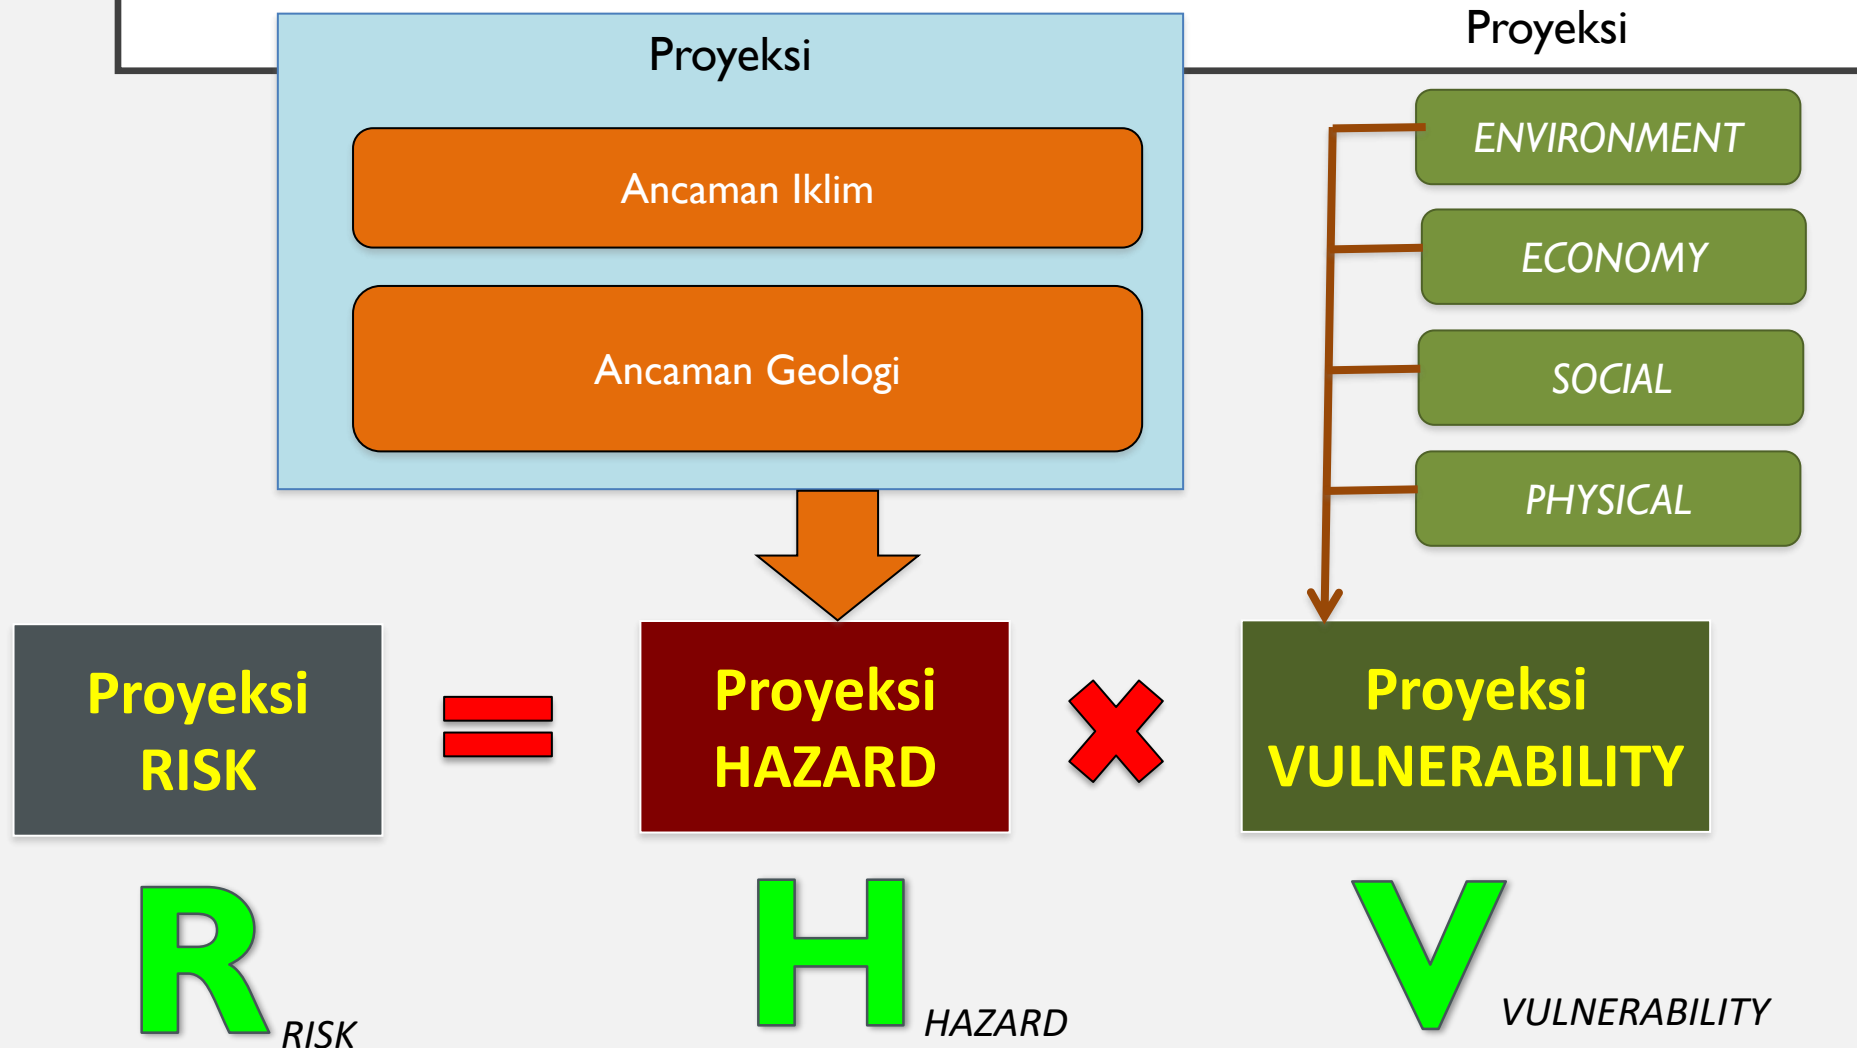 Proyeksi
Proyeksi
Ancaman Iklim
Ancaman Geologi
ENVIRONMENT
ECONOMY
SOCIAL
PHYSICAL
Proyeksi
RISK
Proyeksi
HAZARD
Proyeksi
VULNERABILITY
R RISK
H HAZARD
V VULNERABILITY